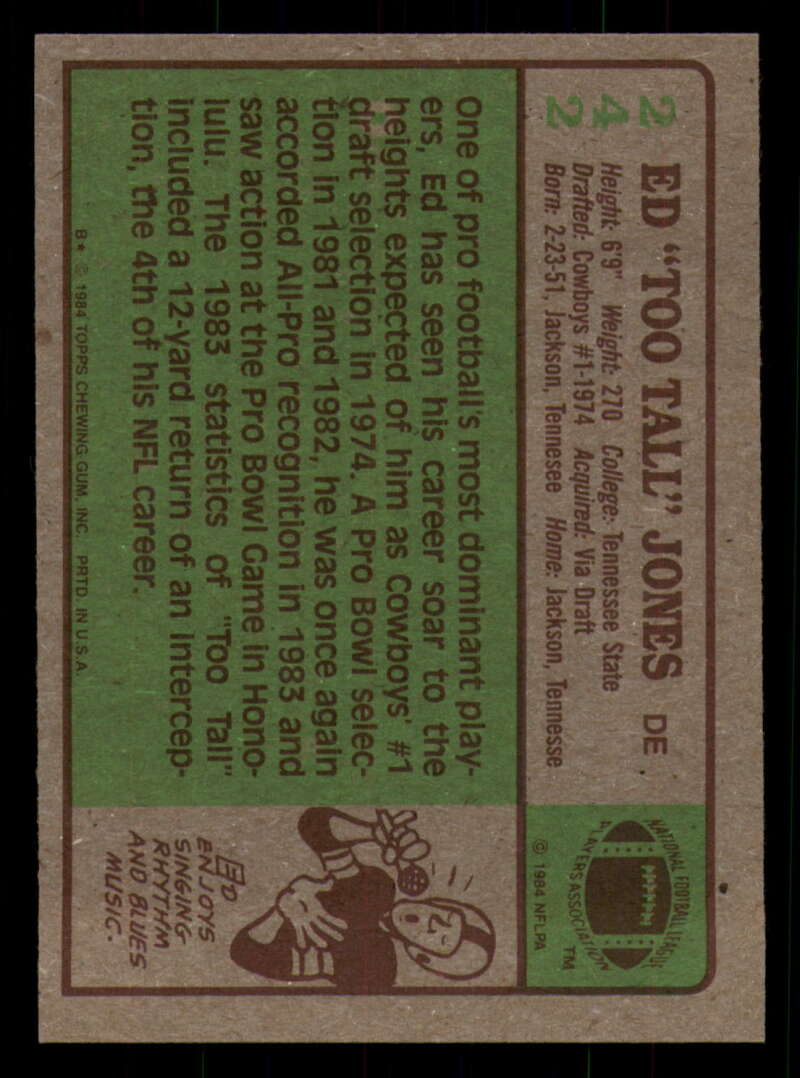 242
ED "TOO TALL" JONES DE
Height: 6'9" Weight: 270 College: Tennessee State
Drafted: Cowboys #1-1974 Acquired: Via Draft
Born: 2-23-51, Jackson, Tennesee Home: Jackson, Tennesse
NATIONAL FOOTBALL LEAGUE
PLAYERS ASSOCIATION
TM
© 1984 NFLPA
One of pro football's most dominant play-
ers, Ed has seen his career soar to the
heights expected of him as Cowboys' #1
draft selection in 1974. A Pro Bowl selec-
tion in 1981 and 1982, he was once again
accorded All-Pro recognition in 1983 and
saw action at the Pro Bowl Game in Hono-
lulu. The 1983 statistics of "Too Tall"
included a 12-yard return of an intercep-
tion, the 4th of his NFL career.
B* © 1984 TOPPS CHEWING GUM, INC. PRTD. IN U.S.A.
ED
ENJOYS
SINGING
RHYTHM
AND BLUES
MUSIC.